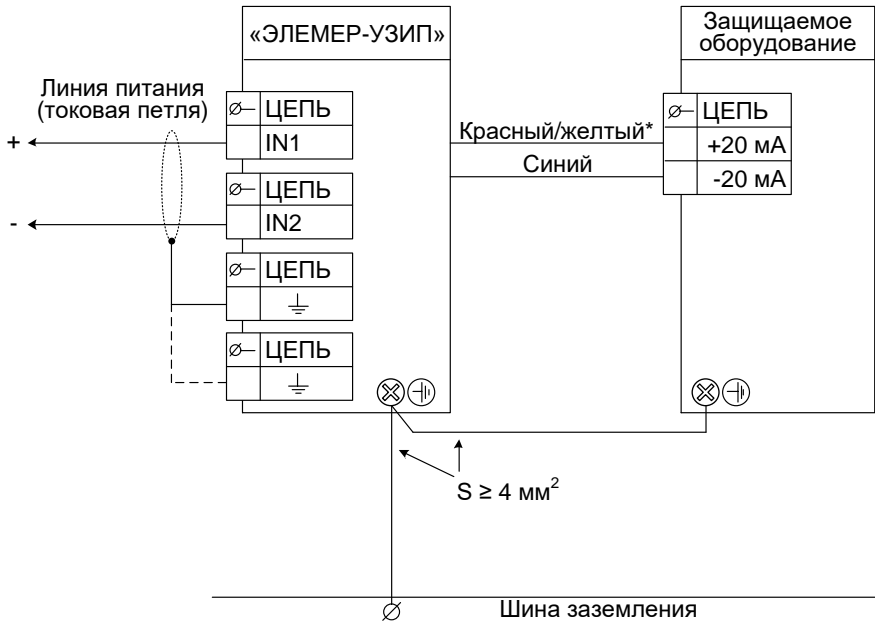 «ЭЛЕМЕР-УЗИП»
Защищаемое
оборудование
Линия питания
(токовая петля)
ЦЕПЬ
IN1
ЦЕПЬ
IN2
ЦЕПЬ
ЦЕПЬ
+
-
Красный/желтый*
Синий
ЦЕПЬ
+20 мА
-20 мА
S ≥ 4 мм²
Шина заземления